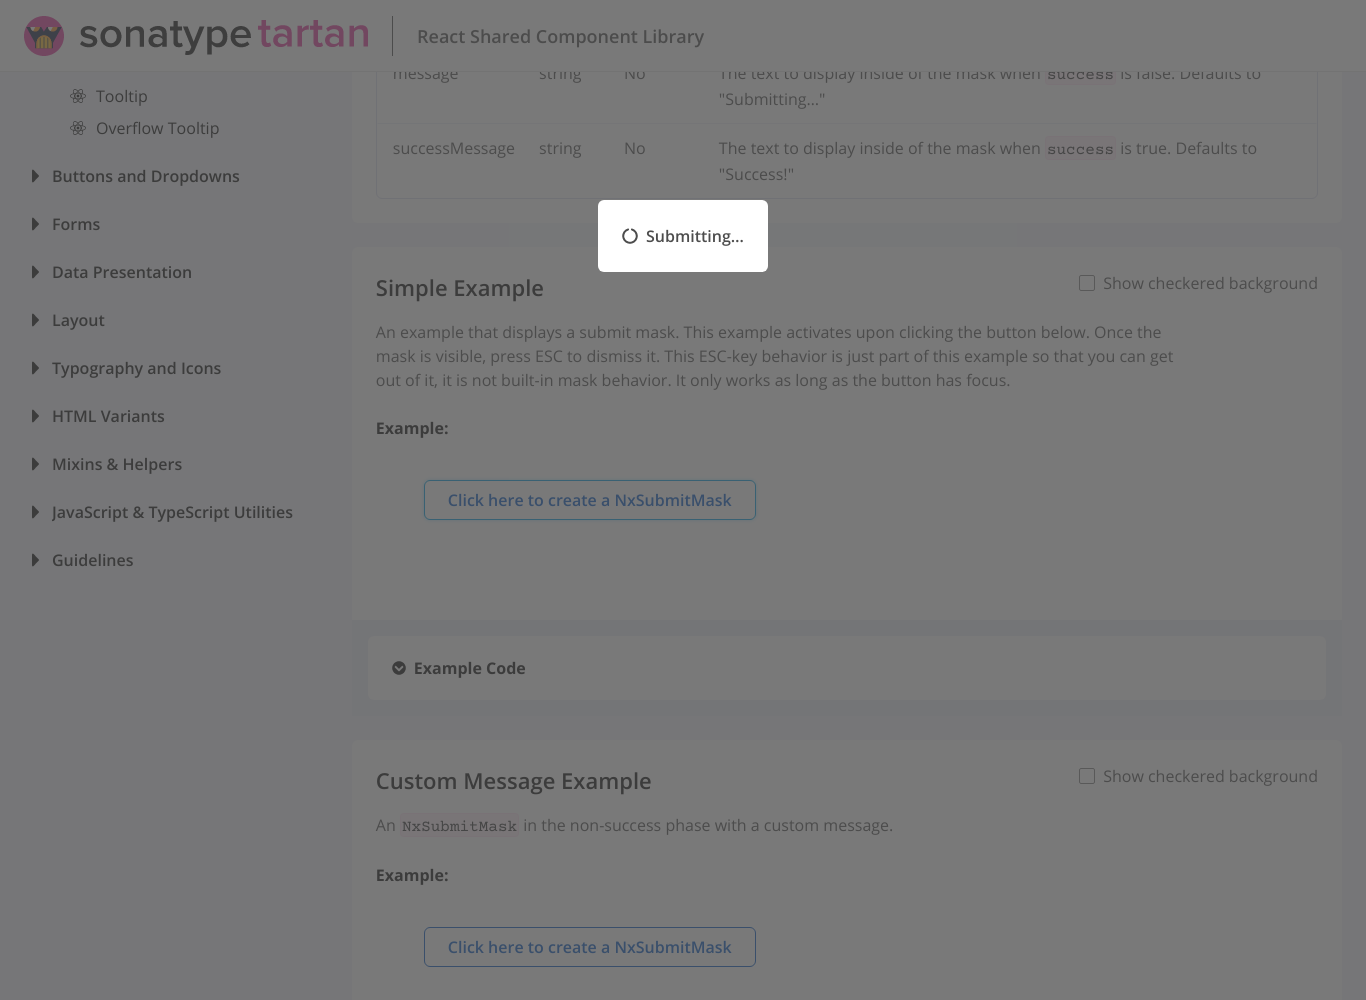 sonatype tartan
React Shared Component Library
Tooltip
Overflow Tooltip
Buttons and Dropdowns
Forms
Data Presentation
Layout
Typography and Icons
HTML Variants
Mixins & Helpers
JavaScript & TypeScript Utilities
Guidelines
message string No The text to display inside of the mask when success is false. Defaults to
"Submitting…"
successMessage string No The text to display inside of the mask when success is true. Defaults to
"Success!"
Submitting…
Simple Example
Show checkered background
An example that displays a submit mask. This example activates upon clicking the button below. Once the
mask is visible, press ESC to dismiss it. This ESC-key behavior is just part of this example so that you can get
out of it, it is not built-in mask behavior. It only works as long as the button has focus.
Example:
Click here to create a NxSubmitMask
Example Code
Custom Message Example
Show checkered background
An NxSubmitMask in the non-success phase with a custom message.
Example:
Click here to create a NxSubmitMask